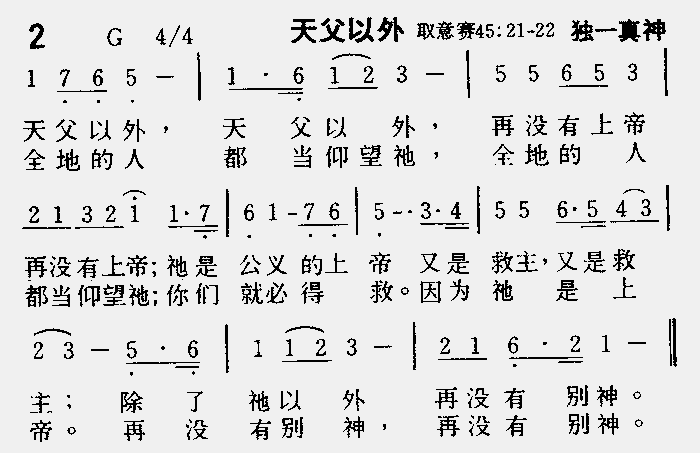 2 G 4/4 天父以外 取意赛45:21-22 独一真神
1 7 6 5 — | 1 · 6 1 2 3 — | 5 5 6 5 3 |
天父以外， 天 父以 外， 再没有上帝
全地的人 都 当仰望祂， 全地的 人
2 1 3 2 1 1·7 | 6 1 - 7 6 | 5 - · 3·4 | 5 5 6·5 4 3 |
再没有上帝；祂是 公义的上 帝 又是 救主，又是救
都当仰望祂；你们 就必得 救。因为 祂 是 上
2 3 — 5 · 6 | 1 1 2 3 — | 2 1 6 · 2 1 — ‖
主； 除 了 祂以 外 再没有 别神。
帝。 再 没 有别 神， 再没有 别神。